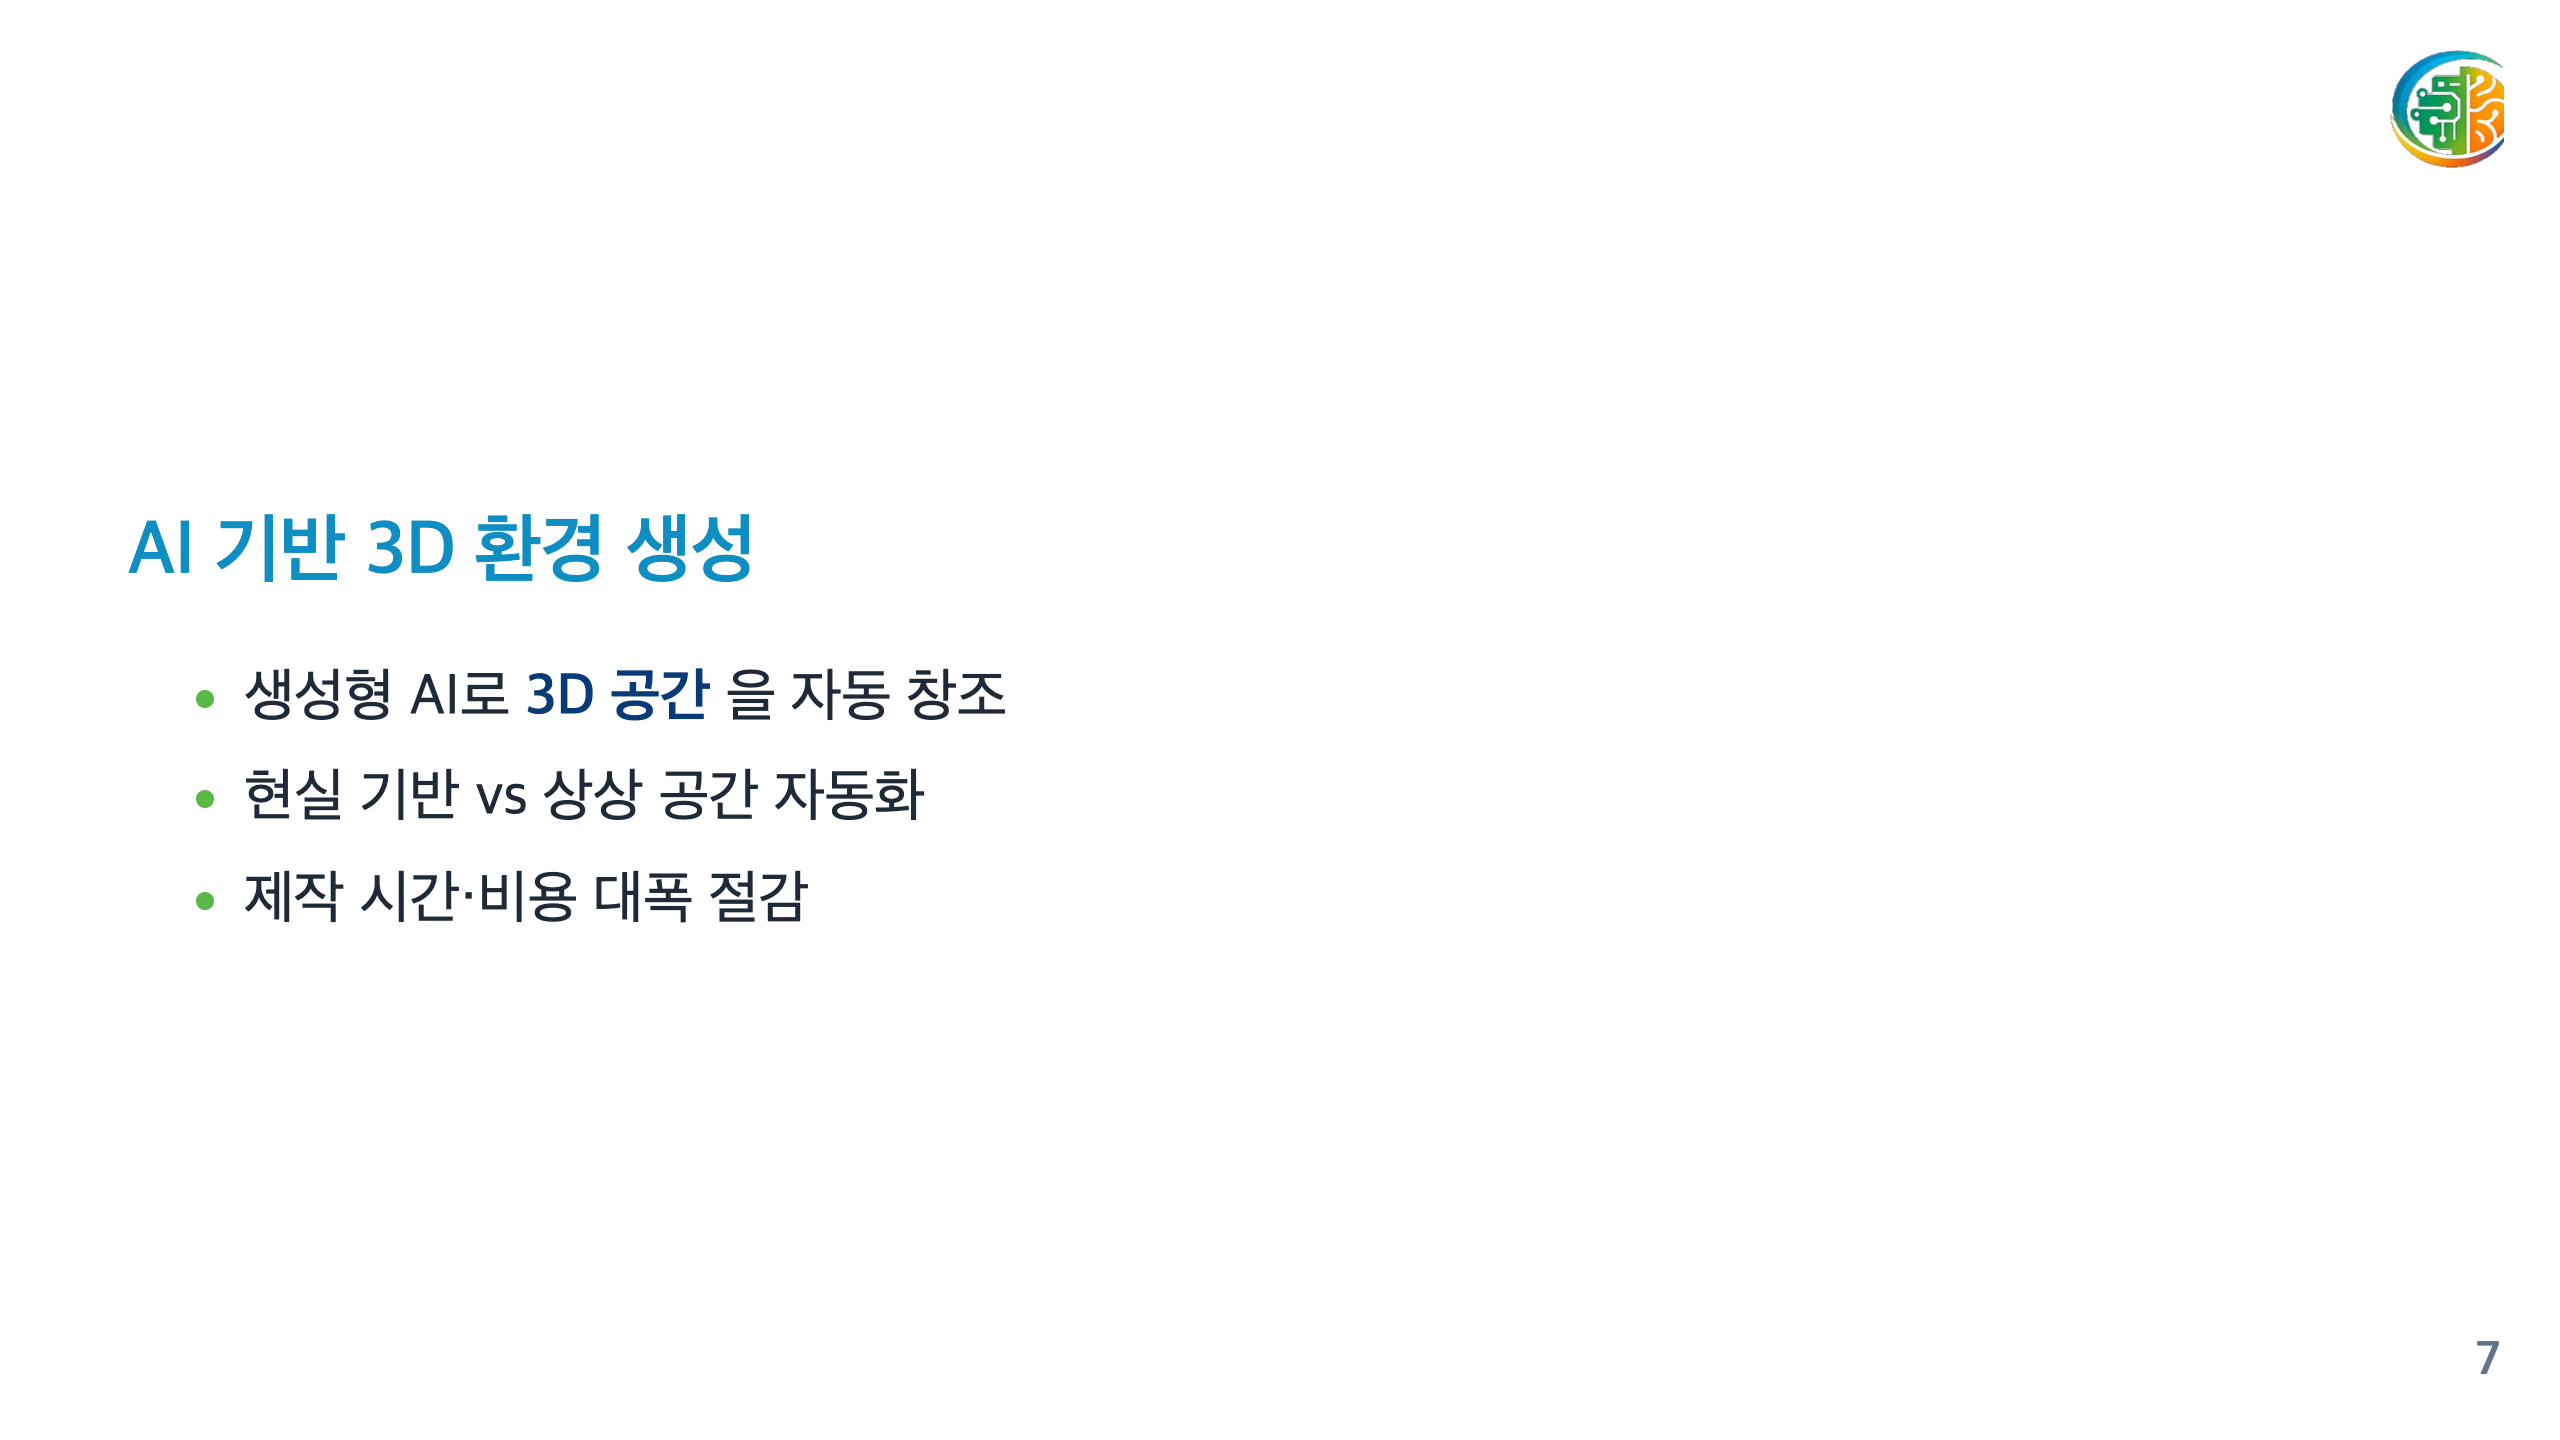 AI 기반 3D 환경 생성
생성형 AI로 3D 공간 을 자동 창조
현실 기반 vs 상상 공간 자동화
제작 시간·비용 대폭 절감
7